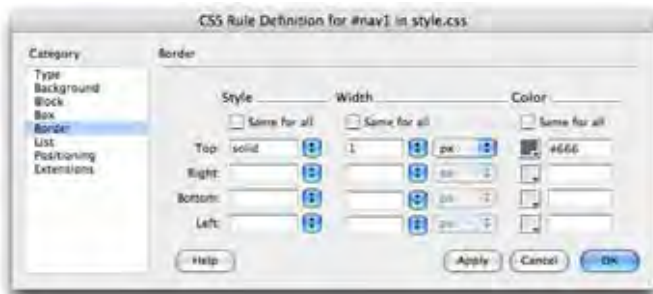 CSS Rule Definition for #nav1 in style.css
Category
Type
Background
Block
Box
Border
List
Positioning
Extensions
Border
Style Width Color
Same for all Same for all Same for all
Top: solid 1 px #666
Right: px
Bottom: px
Left: px
Help Apply Cancel OK